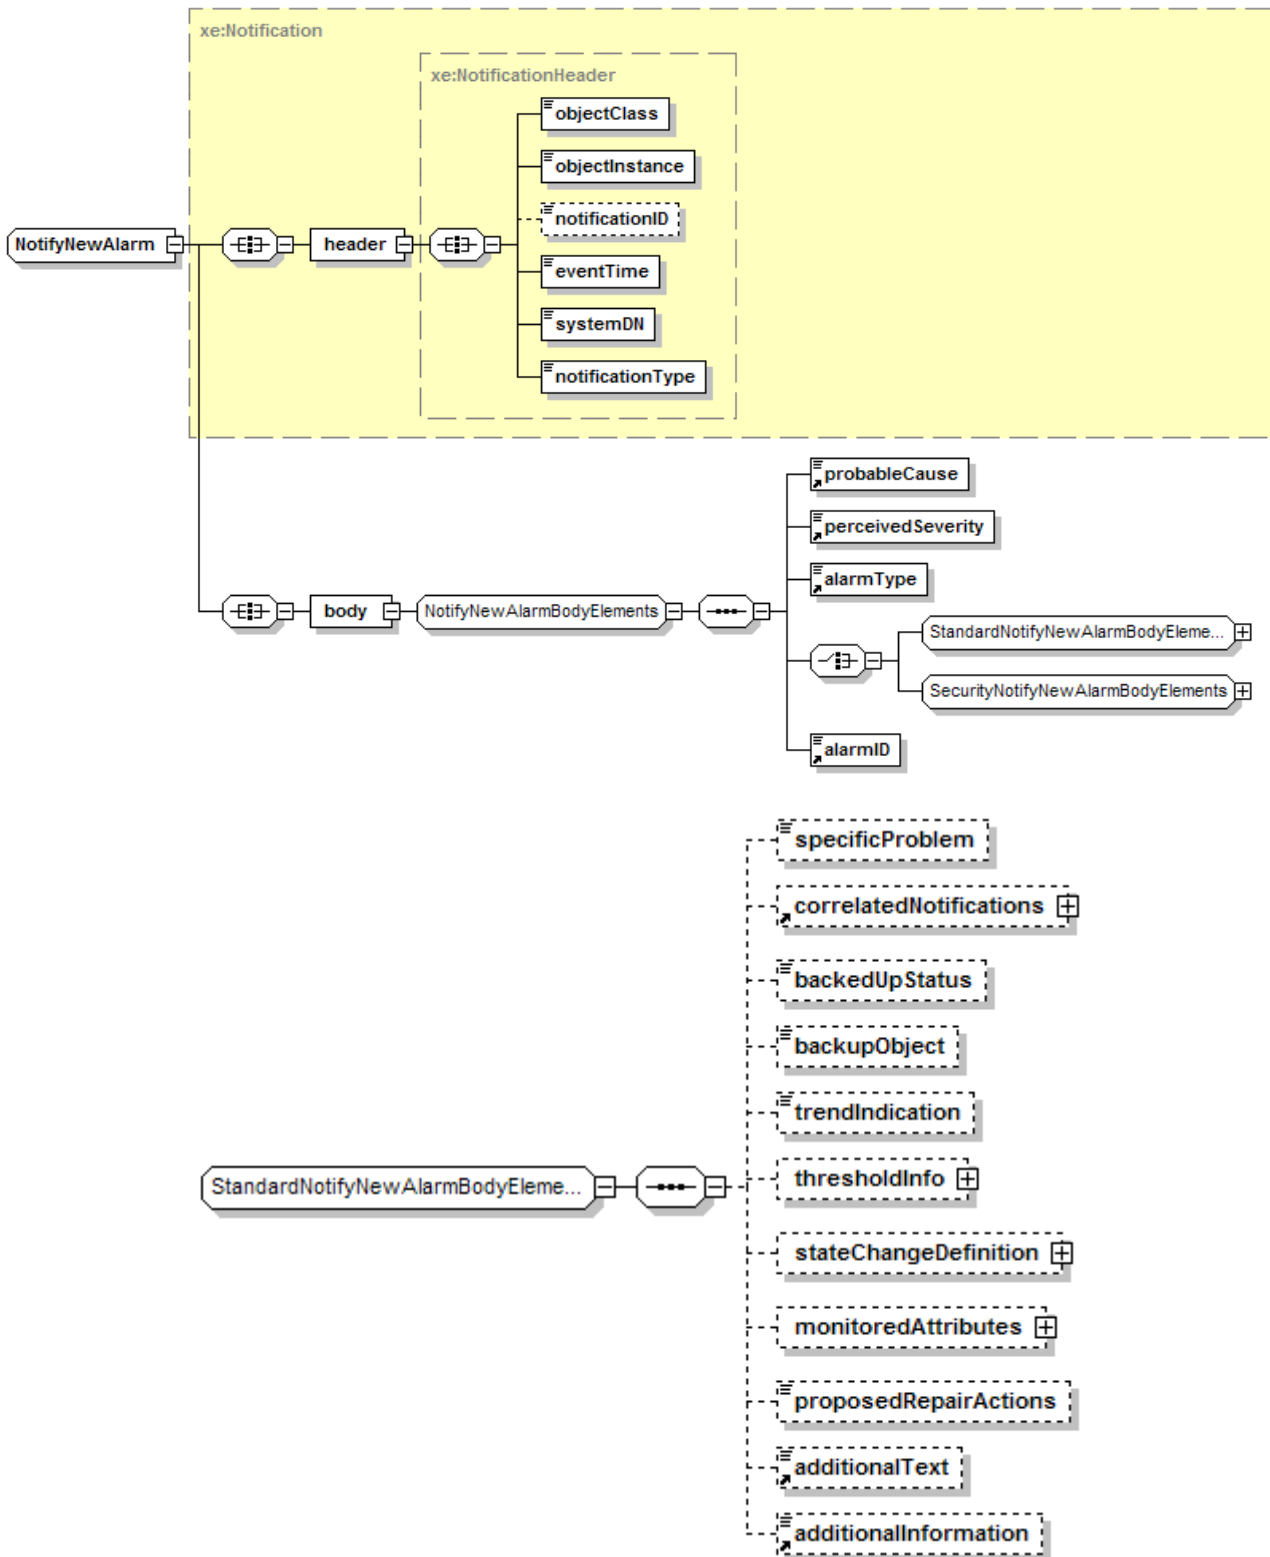 xe:Notification
xe:NotificationHeader
objectClass
objectInstance
notificationID
NotifyNewAlarm
header
eventTime
systemDN
notificationType
probableCause
perceivedSeverity
alarmType
body
NotifyNewAlarmBodyElements
StandardNotifyNewAlarmBodyEleme...
SecurityNotifyNewAlarmBodyElements
alarmID
specificProblem
correlatedNotifications
backedUpStatus
backupObject
trendIndication
thresholdInfo
StandardNotifyNewAlarmBodyEleme...
stateChangeDefinition
monitoredAttributes
proposedRepairActions
additionalText
additionalInformation